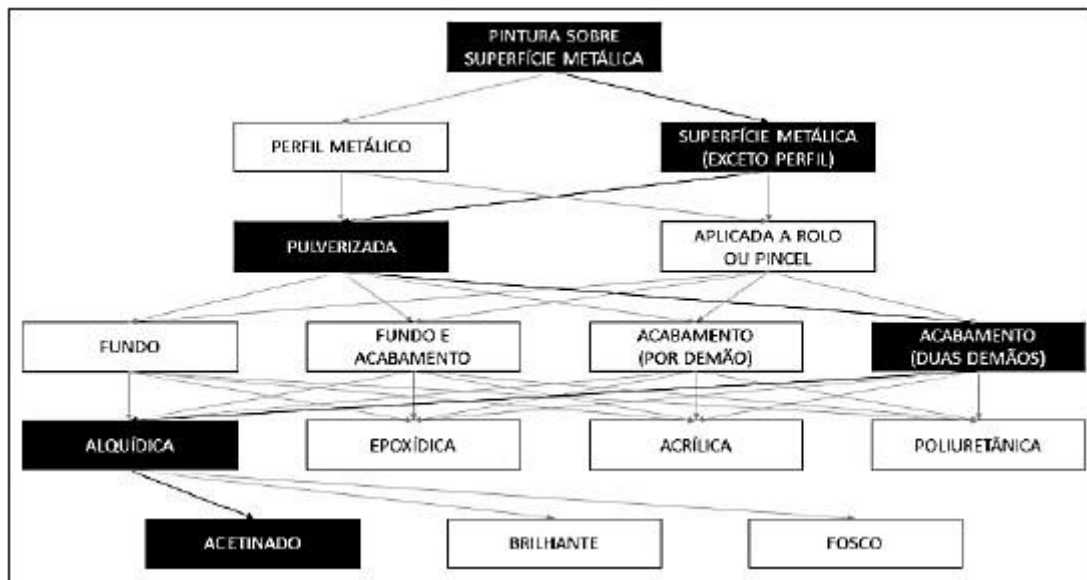 PINTURA SOBRE
SUPERFÍCIE METÁLICA
PERFIL METÁLICO
SUPERFÍCIE METÁLICA
(EXCETO PERFIL)
PULVERIZADA
APLICADA A ROLO
OU PINCEL
FUNDO
FUNDO E
ACABAMENTO
ACABAMENTO
(POR DEMÃO)
ACABAMENTO
(DUAS DEMÃOS)
ALQUÍDICA
EPOXÍDICA
ACRÍLICA
POLIURETÂNICA
ACETINADO
BRILHANTE
FOSCO